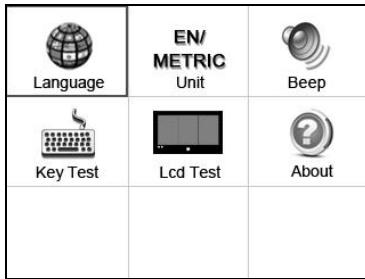 EN/
METRIC
Language
Unit
Beep
Key Test
Lcd Test
About